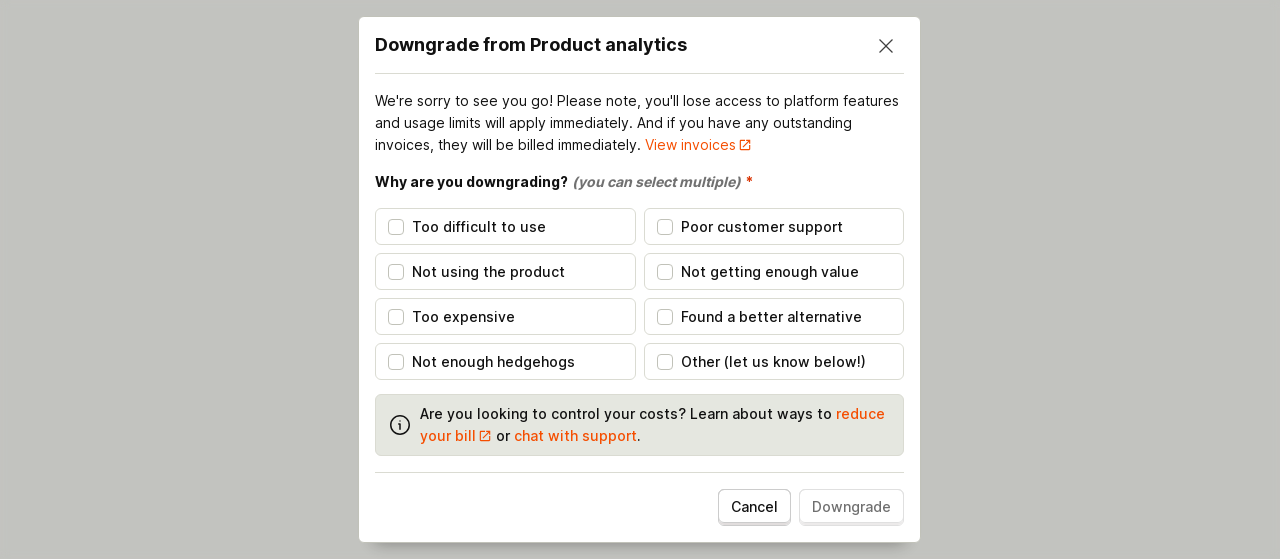 Downgrade from Product analytics
We're sorry to see you go! Please note, you'll lose access to platform features
and usage limits will apply immediately. And if you have any outstanding
invoices, they will be billed immediately. View invoices
Why are you downgrading? (you can select multiple) *
Too difficult to use
Poor customer support
Not using the product
Not getting enough value
Too expensive
Found a better alternative
Not enough hedgehogs
Other (let us know below!)
Are you looking to control your costs? Learn about ways to reduce
your bill or chat with support.
Cancel
Downgrade